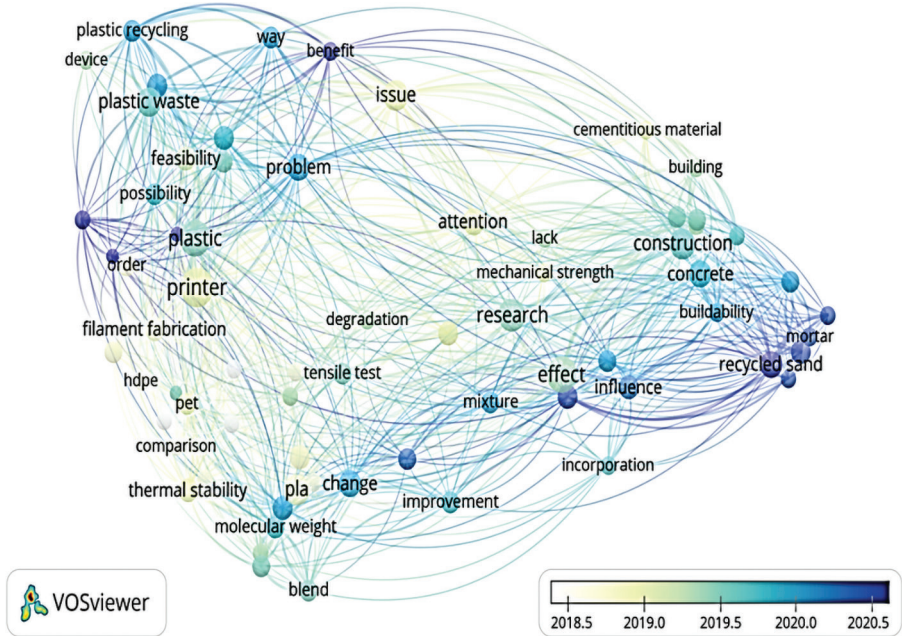 plastic recycling
way
benefit
device
plastic waste
issue
cementitious material
feasibility
problem
building
possibility
attention
plastic
lack
construction
order
mechanical strength
concrete
printer
degradation
research
buildability
filament fabrication
mortar
hdpe
tensile test
effect
recycled sand
pet
mixture
influence
comparison
incorporation
thermal stability
pla
change
improvement
molecular weight
blend
VOSviewer
2018.5
2019.0
2019.5
2020.0
2020.5